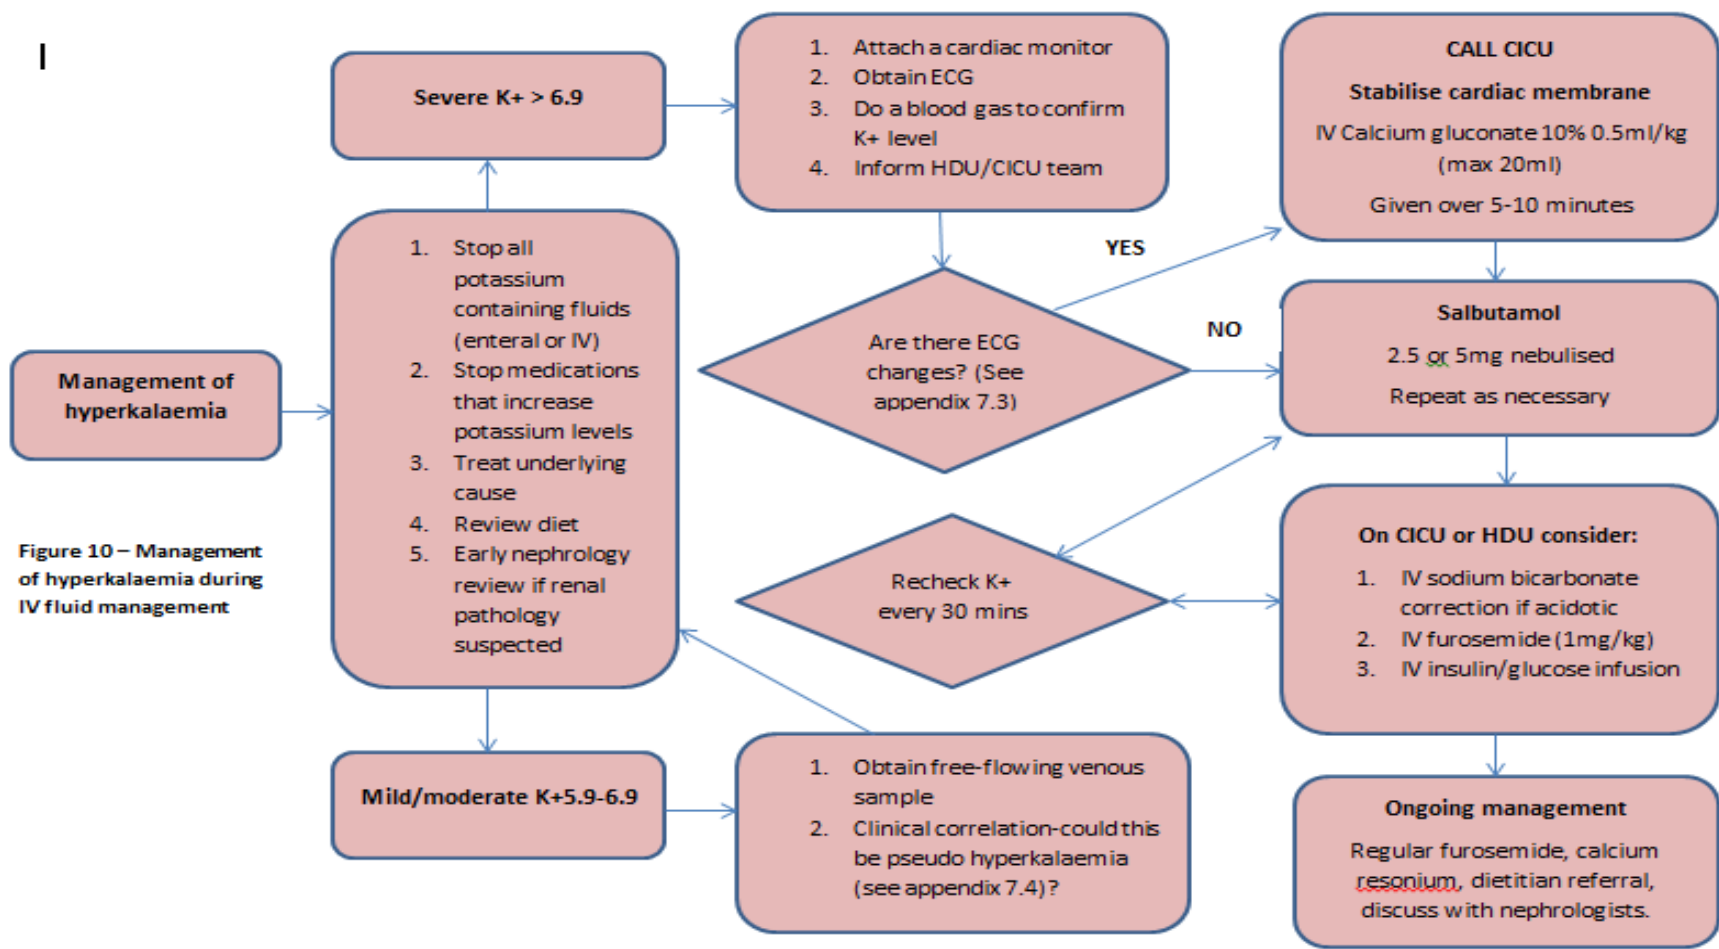 I
Severe K+ > 6.9
1. Attach a cardiac monitor
2. Obtain ECG
3. Do a blood gas to confirm
K+ level
4. Inform HDU/CICU team
CALL CICU
Stabilise cardiac membrane
IV Calcium gluconate 10% 0.5ml/kg
(max 20ml)
Given over 5-10 minutes
Management of
hyperkalaemia
1. Stop all
potassium
containing fluids
(enteral or IV)
2. Stop medications
that increase
potassium levels
3. Treat underlying
cause
4. Review diet
5. Early nephrology
review if renal
pathology
suspected
YES
NO
Are there ECG
changes? (See
appendix 7.3)
Salbutamol
2.5 or 5mg nebulised
Repeat as necessary
Recheck K+
every 30 mins
On CICU or HDU consider:
1. IV sodium bicarbonate
correction if acidotic
2. IV furosemide (1mg/kg)
3. IV insulin/glucose infusion
Figure 10 – Management
of hyperkalaemia during
IV fluid management
Mild/moderate K+5.9-6.9
1. Obtain free-flowing venous
sample
2. Clinical correlation-could this
be pseudo hyperkalaemia
(see appendix 7.4)?
Ongoing management
Regular furosemide, calcium
resonium, dietitian referral,
discuss with nephrologists.